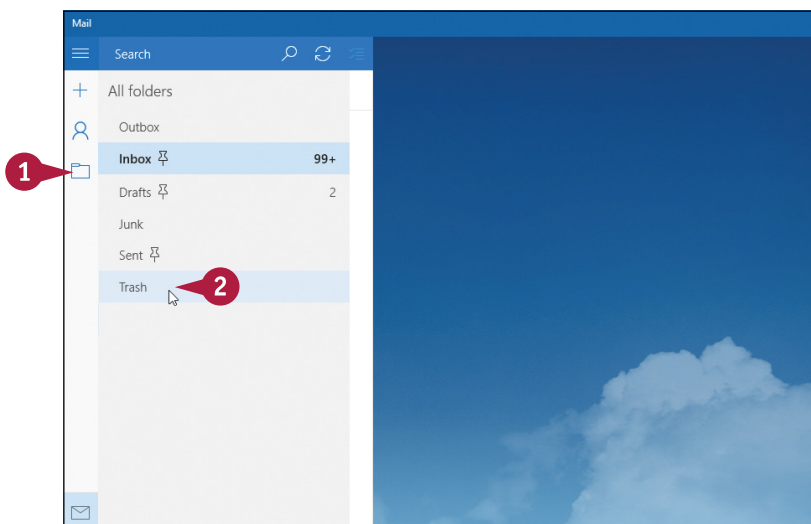 Mail
Search
All folders
Outbox
Inbox 99+
1
Drafts 2
Junk
Sent
Trash 2